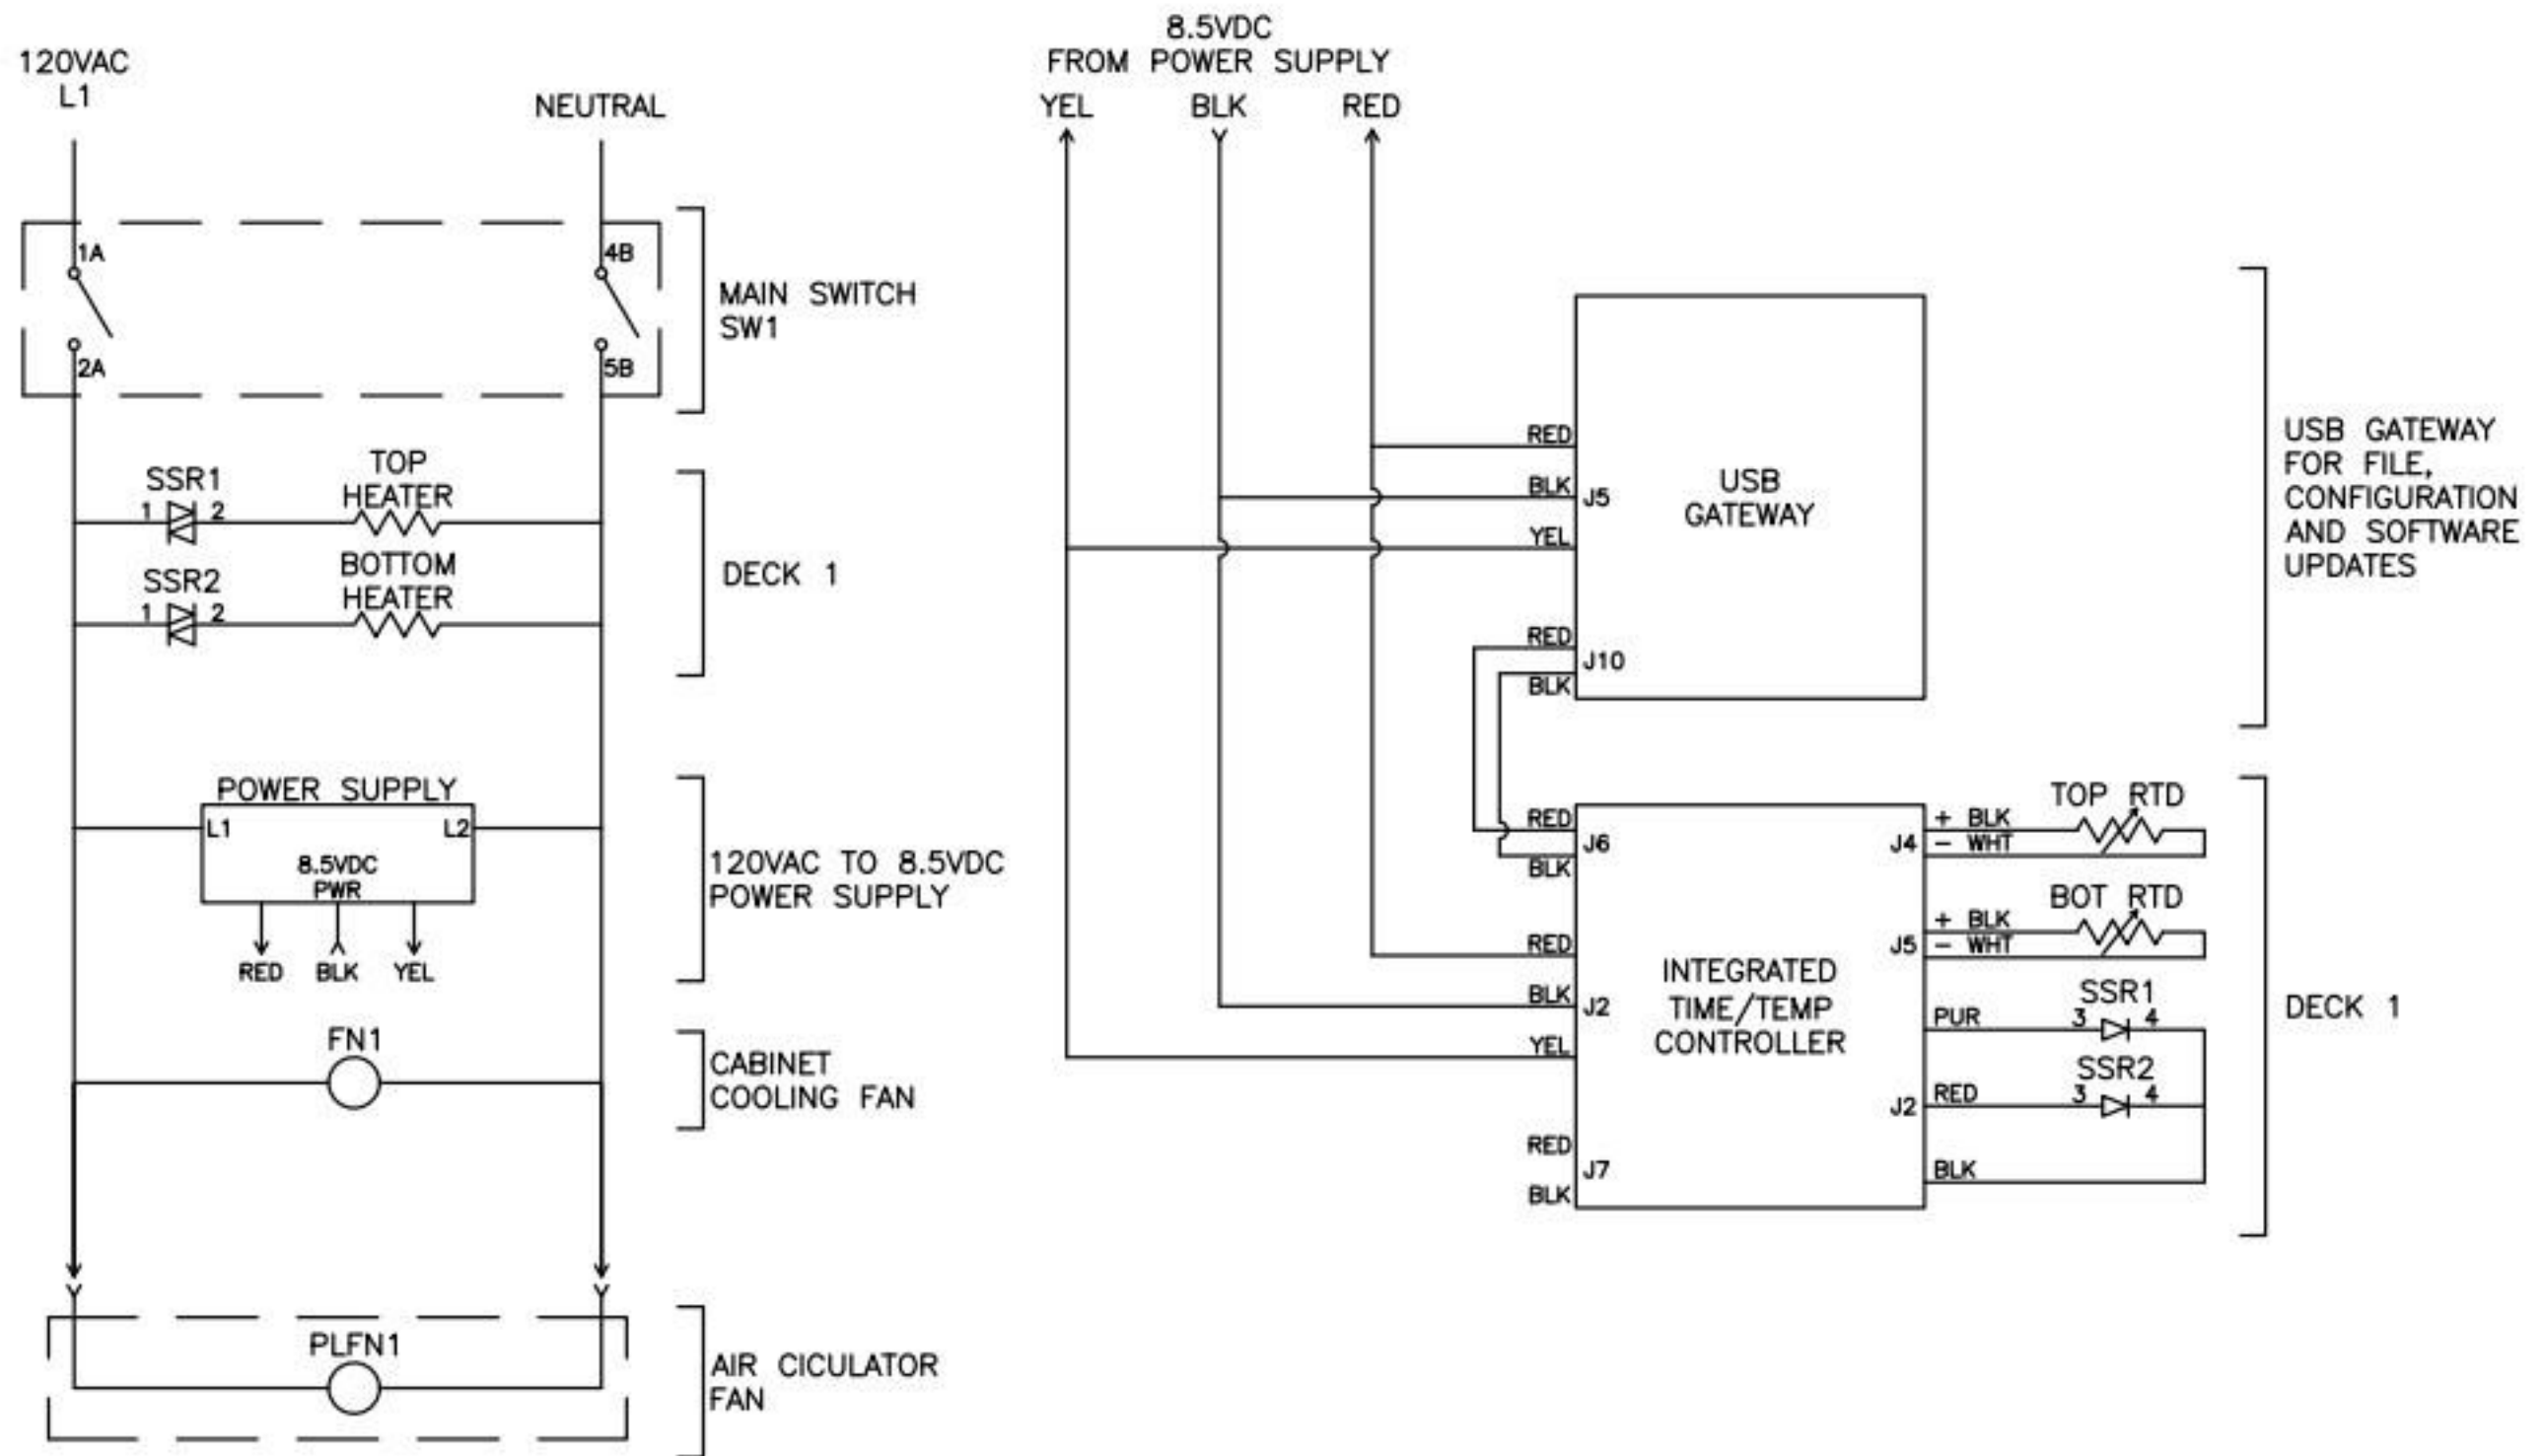 120VAC
L1
NEUTRAL
1A
4B
2A
5B
MAIN SWITCH
SW1
SSR1
1 2
TOP
HEATER
SSR2
1 2
BOTTOM
HEATER
DECK 1
POWER SUPPLY
L1 L2
8.5VDC
PWR
RED BLK YEL
120VAC TO 8.5VDC
POWER SUPPLY
FN1
CABINET
COOLING FAN
PLFN1
AIR CICULATOR
FAN
8.5VDC
FROM POWER SUPPLY
YEL BLK RED
RED
BLK J5
YEL
USB
GATEWAY
RED
J10
BLK
USB GATEWAY
FOR FILE,
CONFIGURATION
AND SOFTWARE
UPDATES
RED
J6
BLK
RED
BLK J2
YEL
RED
J7
BLK
INTEGRATED
TIME/TEMP
CONTROLLER
TOP RTD
+ BLK
J4
- WHT
BOT RTD
+ BLK
J5
- WHT
SSR1
PUR 3 4
SSR2
J2 RED 3 4
BLK
DECK 1